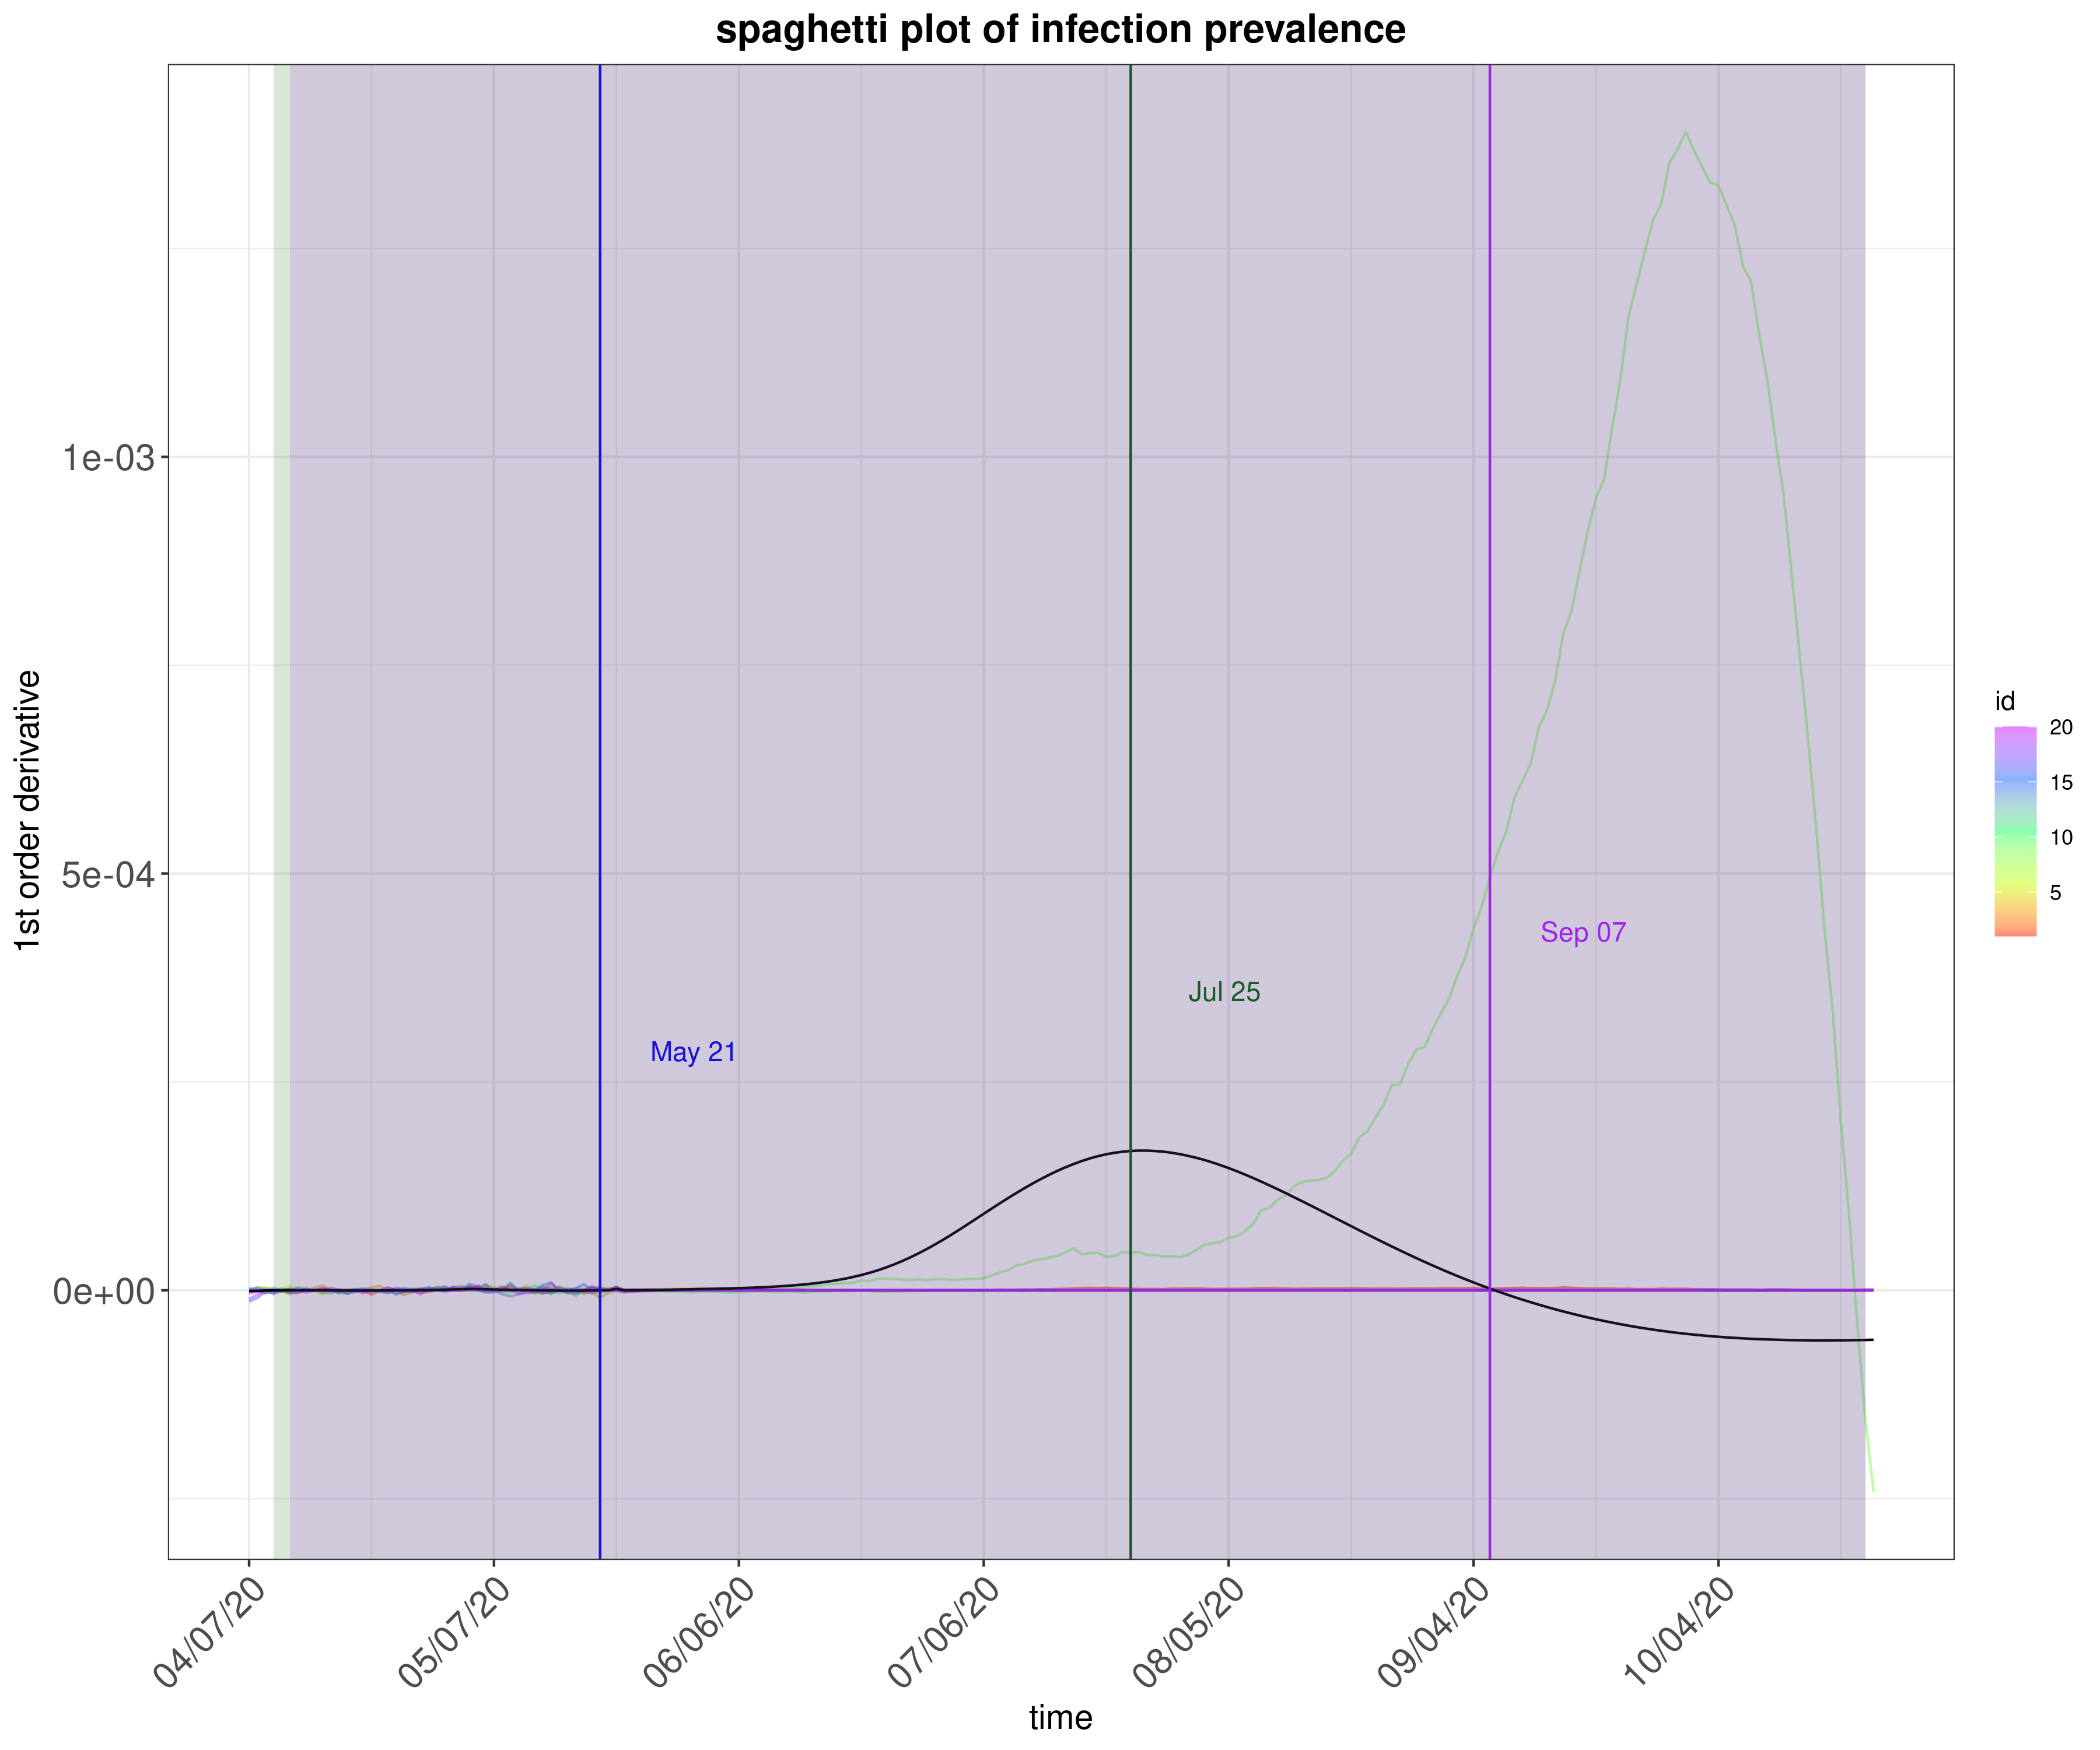 spaghetti plot of infection prevalence
1st order derivative
1e-03
5e-04
0e+00
May 21
Jul 25
Sep 07
04/07/20
05/07/20
06/06/20
07/06/20
08/05/20
09/04/20
10/04/20
time
id
20
15
10
5